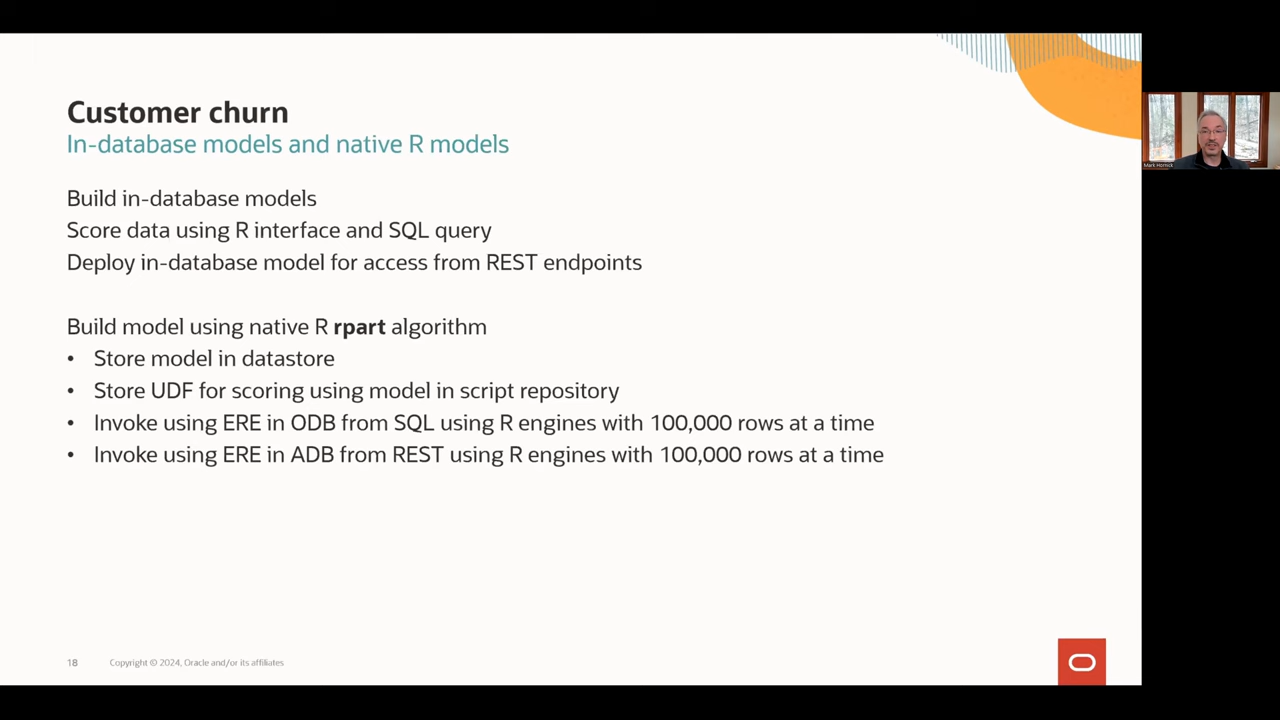 Customer churn
In-database models and native R models
Build in-database models
Score data using R interface and SQL query
Deploy in-database model for access from REST endpoints
Build model using native R rpart algorithm
• Store model in datastore
• Store UDF for scoring using model in script repository
• Invoke using ERE in ODB from SQL using R engines with 100,000 rows at a time
• Invoke using ERE in ADB from REST using R engines with 100,000 rows at a time
18 Copyright © 2024, Oracle and/or its affiliates
Mark Hornick